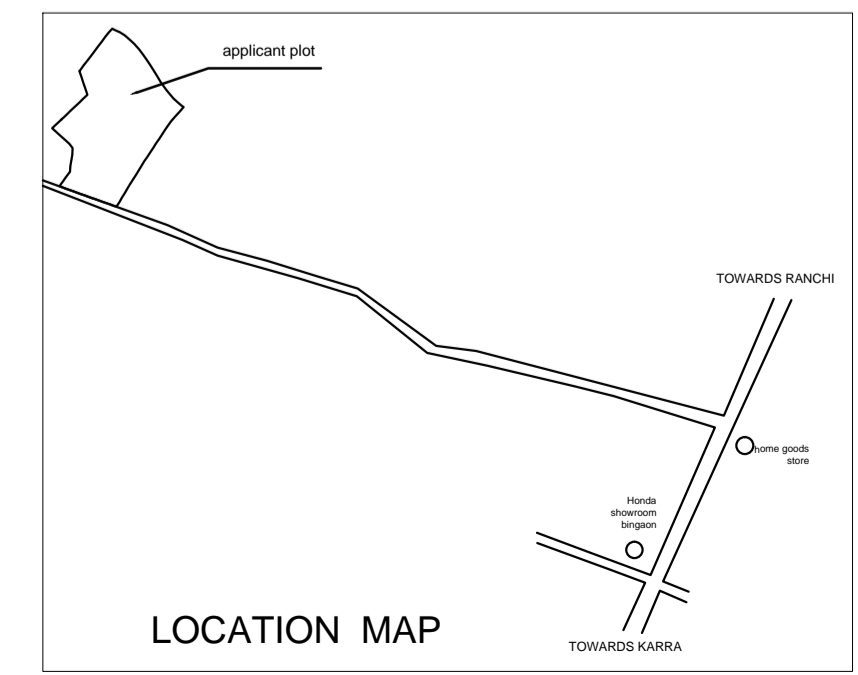 applicant plot
TOWARDS RANCHI
home goods
store
Honda
showroom
bingaon
LOCATION MAP
TOWARDS KARRA